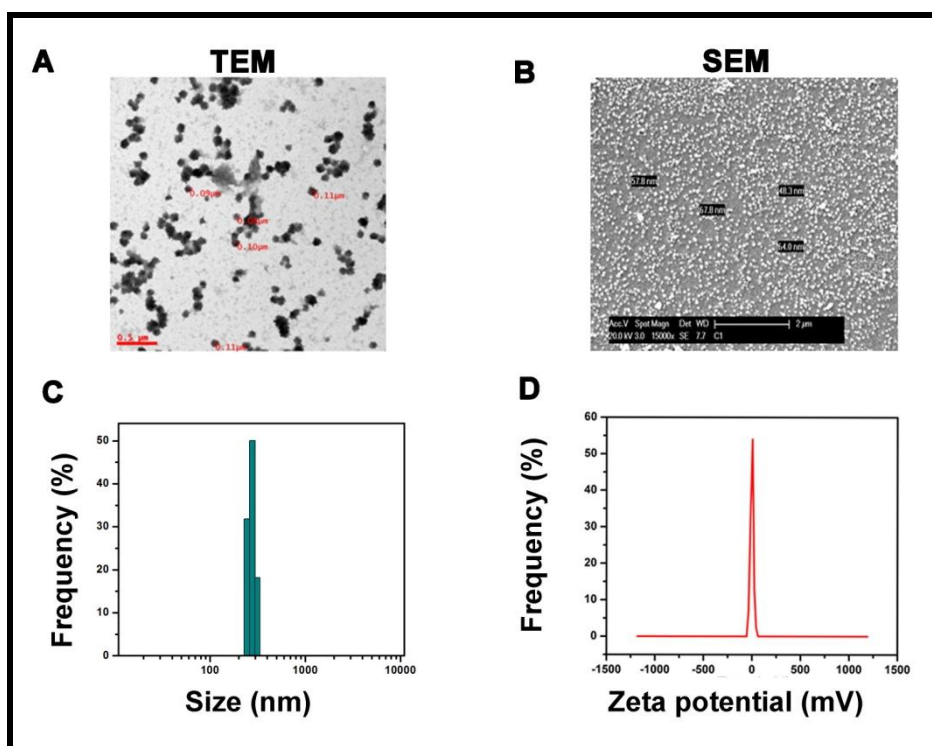 A
TEM
0.09µm
0.11µm
0.10µm
0.5 µm
0.11µm
B
SEM
57.8 nm
48.3 nm
67.8 nm
64.0 nm
Acc.V Spot Magn Det WD 2 µm
20.0 kV 3.0 15000x SE 7.7 C1
C
Frequency (%)
50
40
30
20
10
0
100 1000 10000
Size (nm)
D
Frequency (%)
60
50
40
30
20
10
0
-1500 -1000 -500 0 500 1000 1500
Zeta potential (mV)